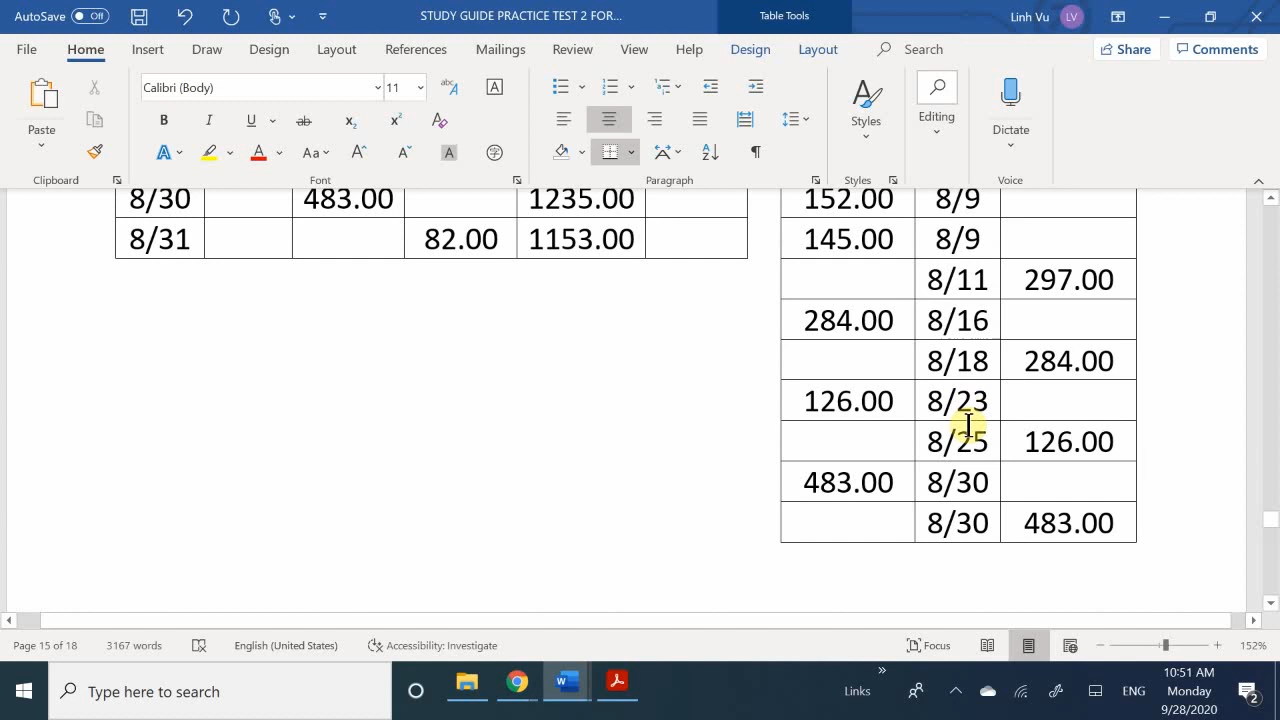 AutoSave Off STUDY GUIDE PRACTICE TEST 2 FOR... Table Tools Linh Vu LV
File Home Insert Draw Design Layout References Mailings Review View Help Design Layout Search Share Comments
Calibri (Body) 11
Paste Styles Editing Dictate
Clipboard Font Paragraph Styles Voice
8/30 483.00 1235.00
8/31 82.00 1153.00
152.00 8/9
145.00 8/9
8/11 297.00
284.00 8/16
8/18 284.00
126.00 8/23
8/25 126.00
483.00 8/30
8/30 483.00
Page 15 of 18 3167 words English (United States) Accessibility: Investigate Focus 152%
Type here to search Links ENG
10:51 AM
Monday
9/28/2020
2